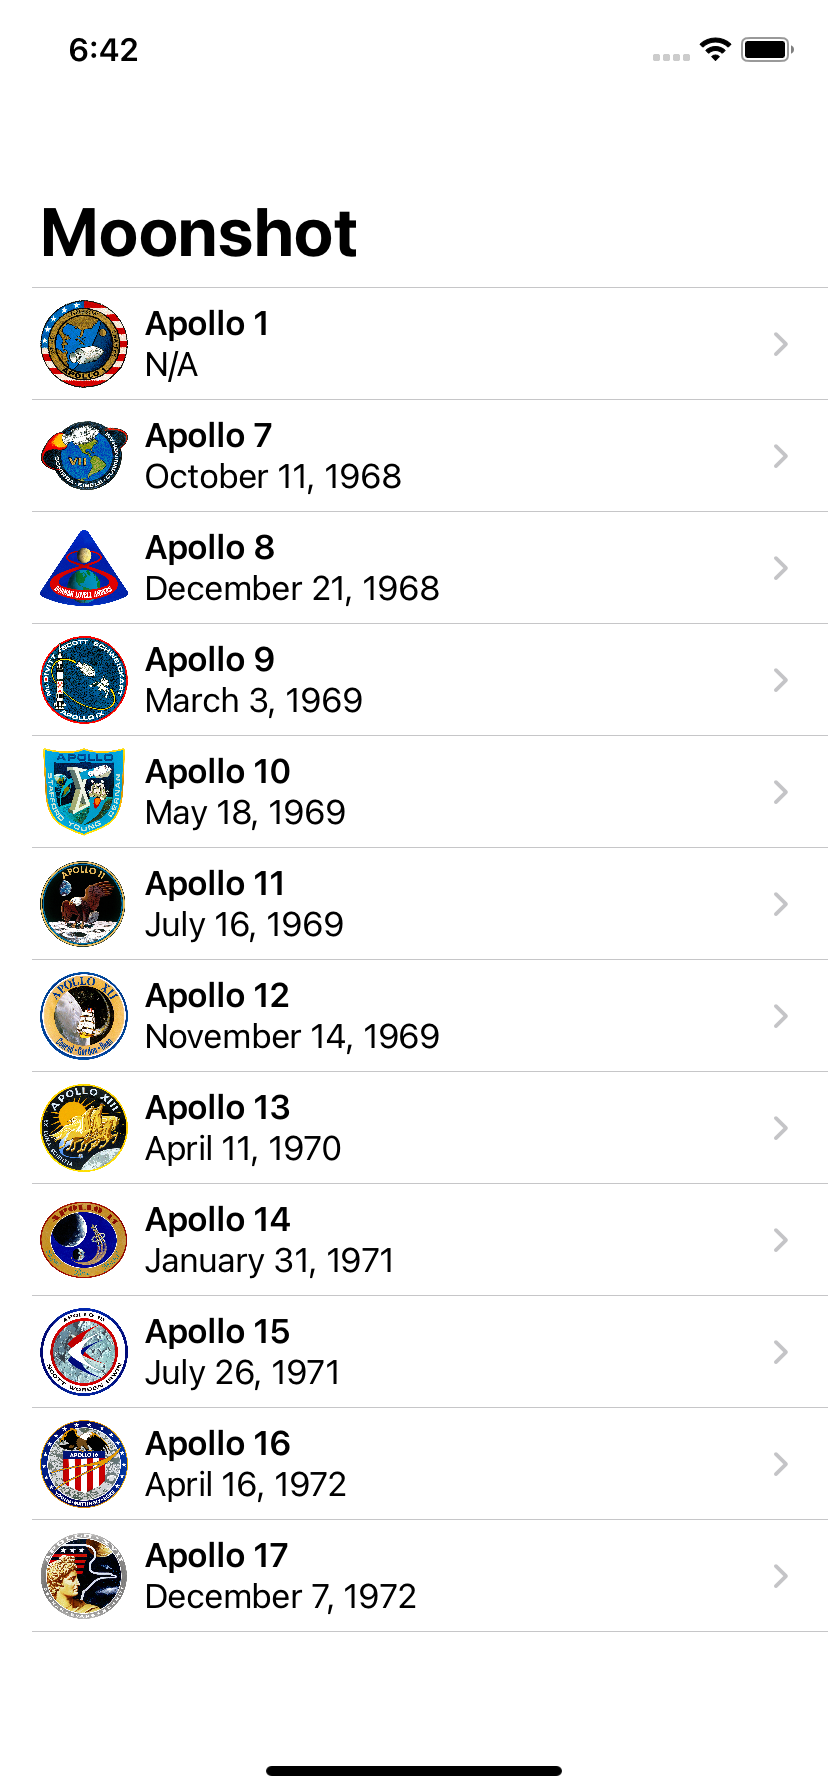 6:42
Moonshot
Apollo 1
N/A
Apollo 7
October 11, 1968
Apollo 8
December 21, 1968
Apollo 9
March 3, 1969
Apollo 10
May 18, 1969
Apollo 11
July 16, 1969
Apollo 12
November 14, 1969
Apollo 13
April 11, 1970
Apollo 14
January 31, 1971
Apollo 15
July 26, 1971
Apollo 16
April 16, 1972
Apollo 17
December 7, 1972